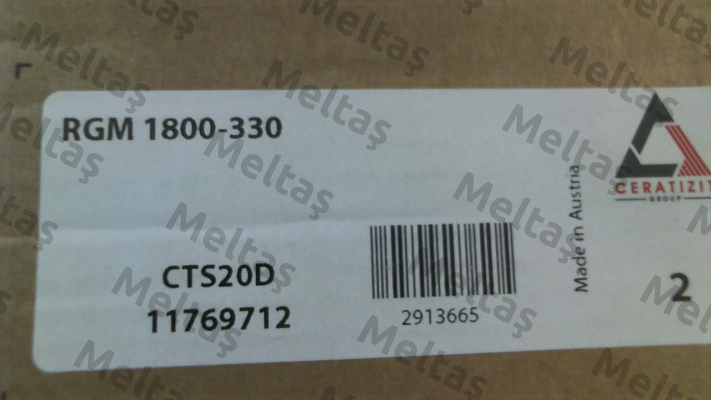 RGM 1800-330
CERATIZIT
GROUP
Made in Austria
CTS20D
11769712
2913665
2
Meltaş